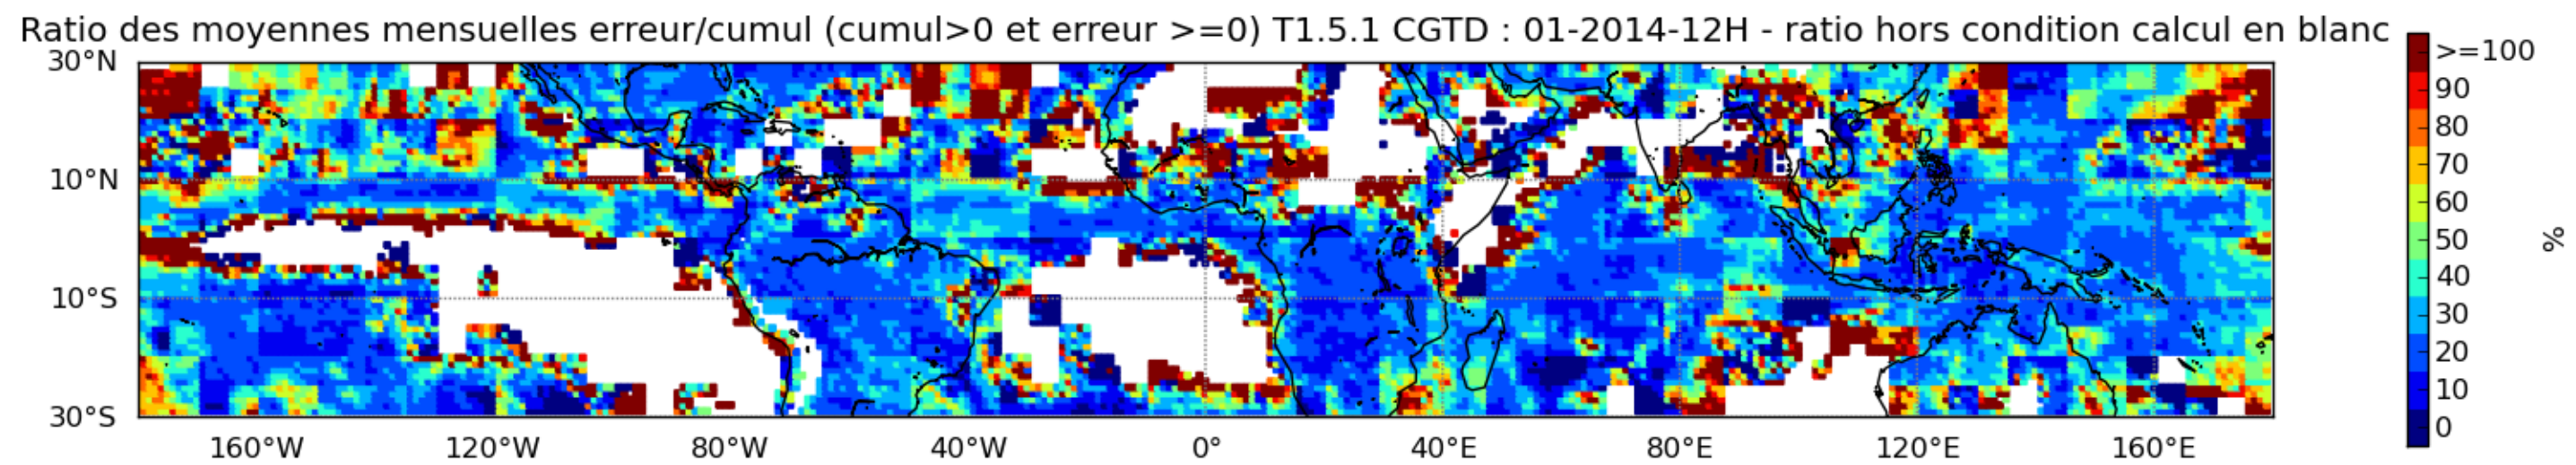 Ratio des moyennes mensuelles erreur/cumul (cumul>0 et erreur >=0) T1.5.1 CGTD : 01-2014-12H - ratio hors condition calcul en blanc
30°N
10°N
10°S
30°S
160°W 120°W 80°W 40°W 0° 40°E 80°E 120°E 160°E
>=100
90
80
70
60
50
40
30
20
10
0
%